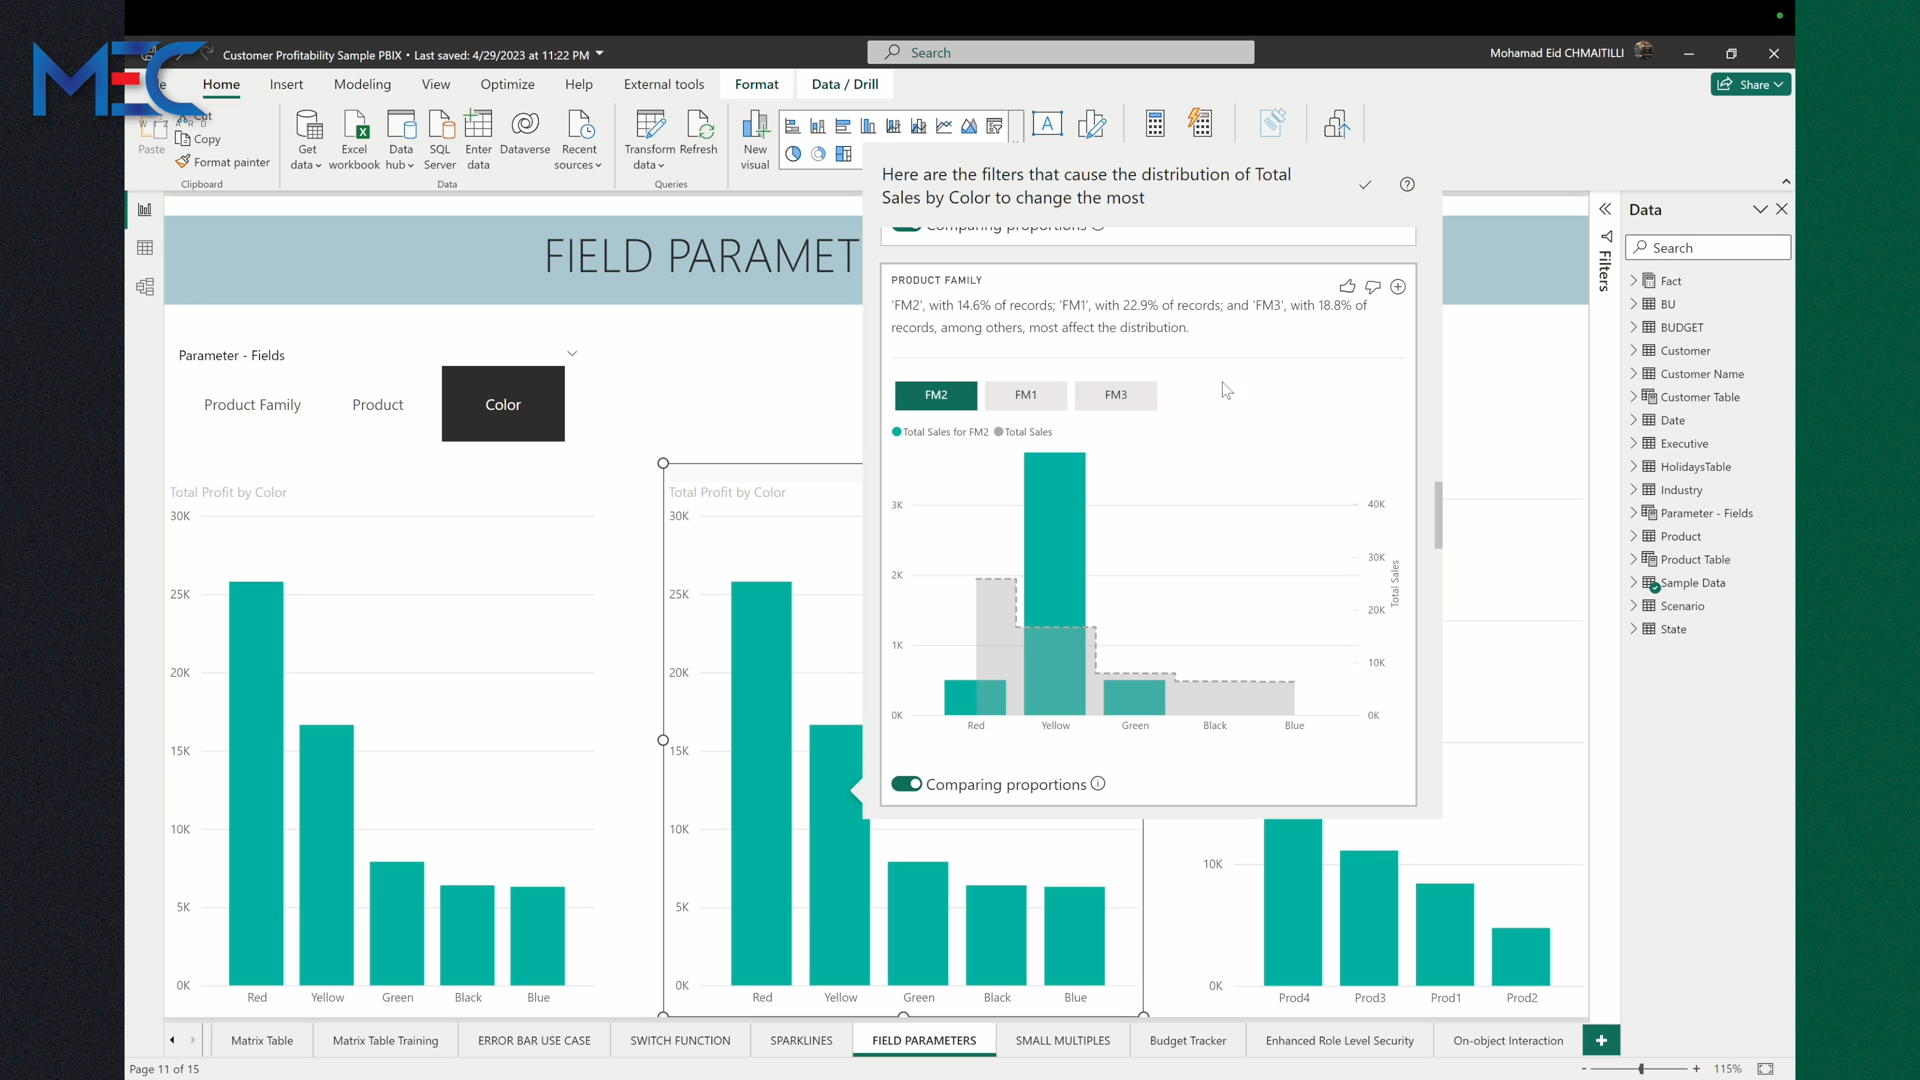 MEC
Customer Profitability Sample PBIX • Last saved: 4/29/2023 at 11:22 PM
Search
Mohamad Eid CHMAITILLI
Home
Insert
Modeling
View
Optimize
Help
External tools
Format
Data / Drill
Share
Paste
Cut
Copy
Format painter
Clipboard
Get data
Excel workbook
Data hub
SQL Server
Enter data
Dataverse
Recent sources
Data
Transform data
Refresh
Queries
New visual
Here are the filters that cause the distribution of Total
Sales by Color to change the most
Comparing proportions
PRODUCT FAMILY
'FM2', with 14.6% of records; 'FM1', with 22.9% of records; and 'FM3', with 18.8% of
records, among others, most affect the distribution.
FM2
FM1
FM3
Total Sales for FM2
Total Sales
3K
2K
1K
0K
40K
30K
20K
10K
0K
Total Sales
Red
Yellow
Green
Black
Blue
Comparing proportions
FIELD PARAMET
Parameter - Fields
Product Family
Product
Color
Total Profit by Color
30K
25K
20K
15K
10K
5K
0K
Red
Yellow
Green
Black
Blue
Total Profit by Color
30K
25K
20K
15K
10K
5K
0K
Red
Yellow
Green
Black
Blue
10K
0K
Prod4
Prod3
Prod1
Prod2
Filters
Data
Search
Fact
BU
BUDGET
Customer
Customer Name
Customer Table
Date
Executive
HolidaysTable
Industry
Parameter - Fields
Product
Product Table
Sample Data
Scenario
State
Matrix Table
Matrix Table Training
ERROR BAR USE CASE
SWITCH FUNCTION
SPARKLINES
FIELD PARAMETERS
SMALL MULTIPLES
Budget Tracker
Enhanced Role Level Security
On-object Interaction
Page 11 of 15
115%